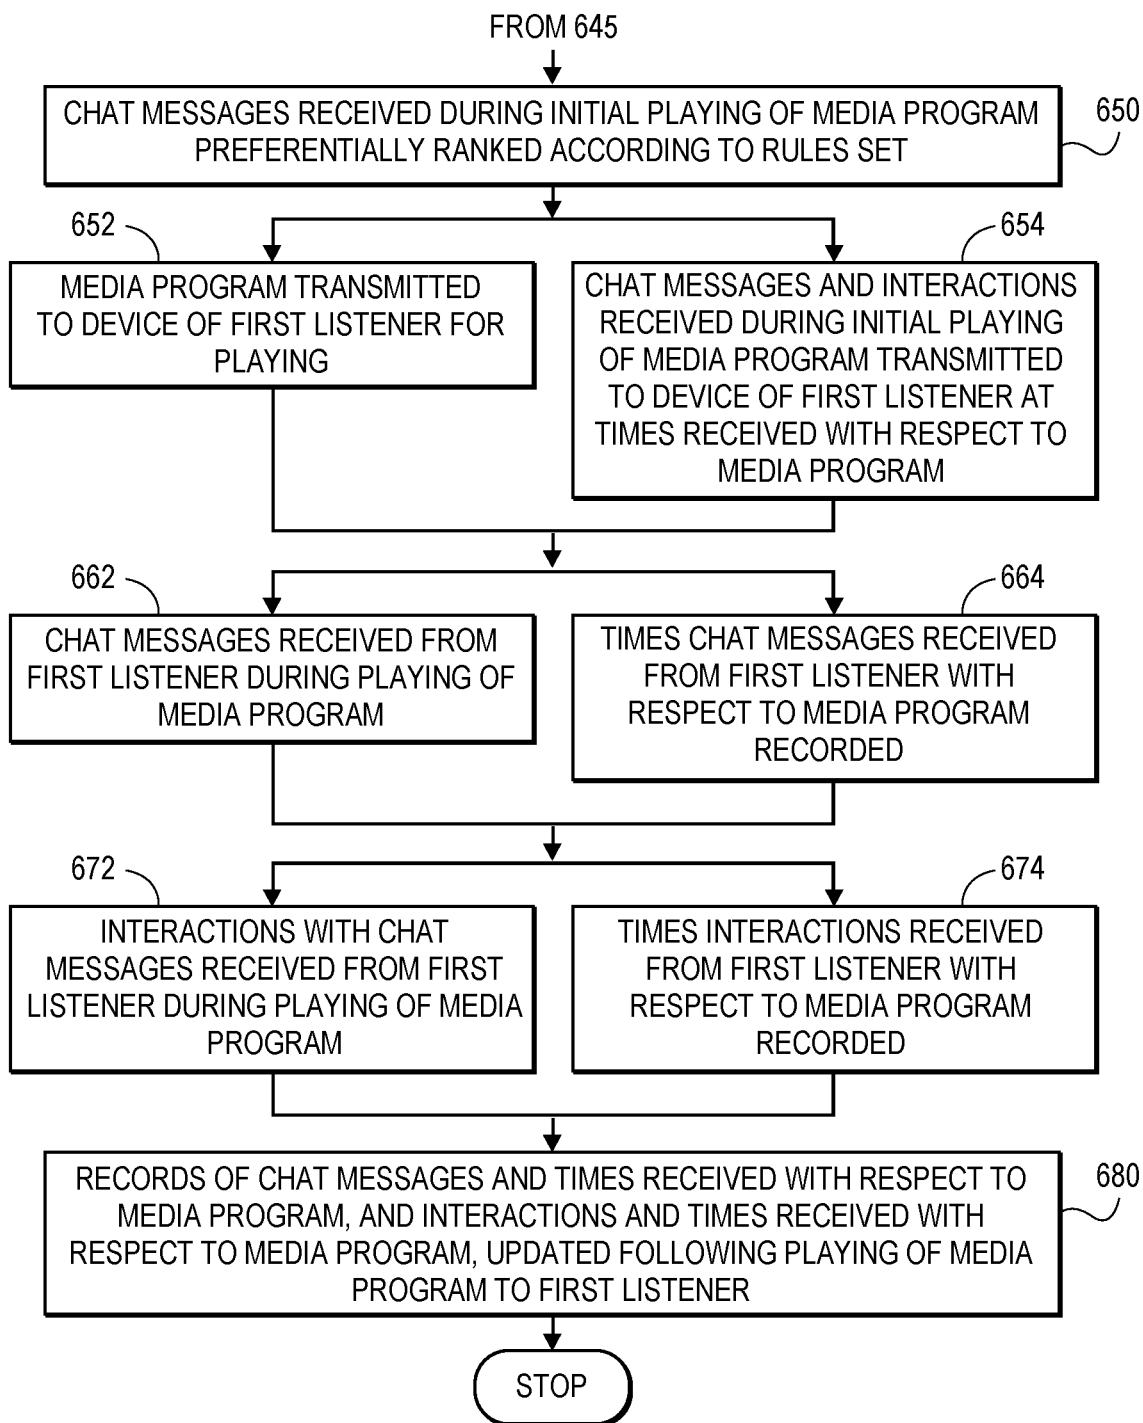 FROM 645
CHAT MESSAGES RECEIVED DURING INITIAL PLAYING OF MEDIA PROGRAM
PREFERENTIALLY RANKED ACCORDING TO RULES SET
650
652
MEDIA PROGRAM TRANSMITTED
TO DEVICE OF FIRST LISTENER FOR
PLAYING
654
CHAT MESSAGES AND INTERACTIONS
RECEIVED DURING INITIAL PLAYING
OF MEDIA PROGRAM TRANSMITTED
TO DEVICE OF FIRST LISTENER AT
TIMES RECEIVED WITH RESPECT TO
MEDIA PROGRAM
662
CHAT MESSAGES RECEIVED FROM
FIRST LISTENER DURING PLAYING OF
MEDIA PROGRAM
664
TIMES CHAT MESSAGES RECEIVED
FROM FIRST LISTENER WITH
RESPECT TO MEDIA PROGRAM
RECORDED
672
INTERACTIONS WITH CHAT
MESSAGES RECEIVED FROM FIRST
LISTENER DURING PLAYING OF MEDIA
PROGRAM
674
TIMES INTERACTIONS RECEIVED
FROM FIRST LISTENER WITH
RESPECT TO MEDIA PROGRAM
RECORDED
RECORDS OF CHAT MESSAGES AND TIMES RECEIVED WITH RESPECT TO
MEDIA PROGRAM, AND INTERACTIONS AND TIMES RECEIVED WITH
RESPECT TO MEDIA PROGRAM, UPDATED FOLLOWING PLAYING OF MEDIA
PROGRAM TO FIRST LISTENER
680
STOP